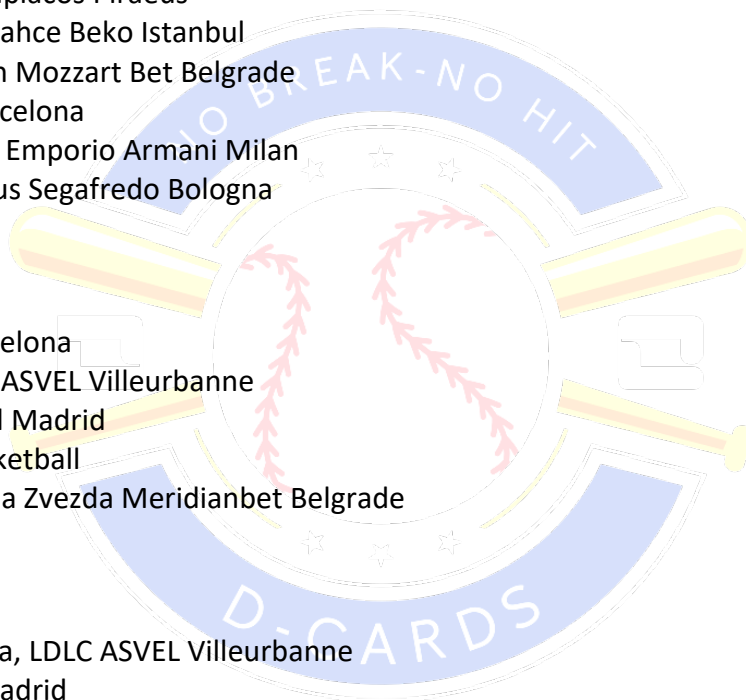 ahce Beko Istanbul
Mozzart Bet Belgrade
celona
Emporio Armani Milan
us Segafredo Bologna
NO BREAK-NO HIT
elona
ASVEL Villeurbanne
Madrid
ketball
a Zvezda Meridianbet Belgrade
D-CARDS
a, LDLC ASVEL Villeurbanne
adrid